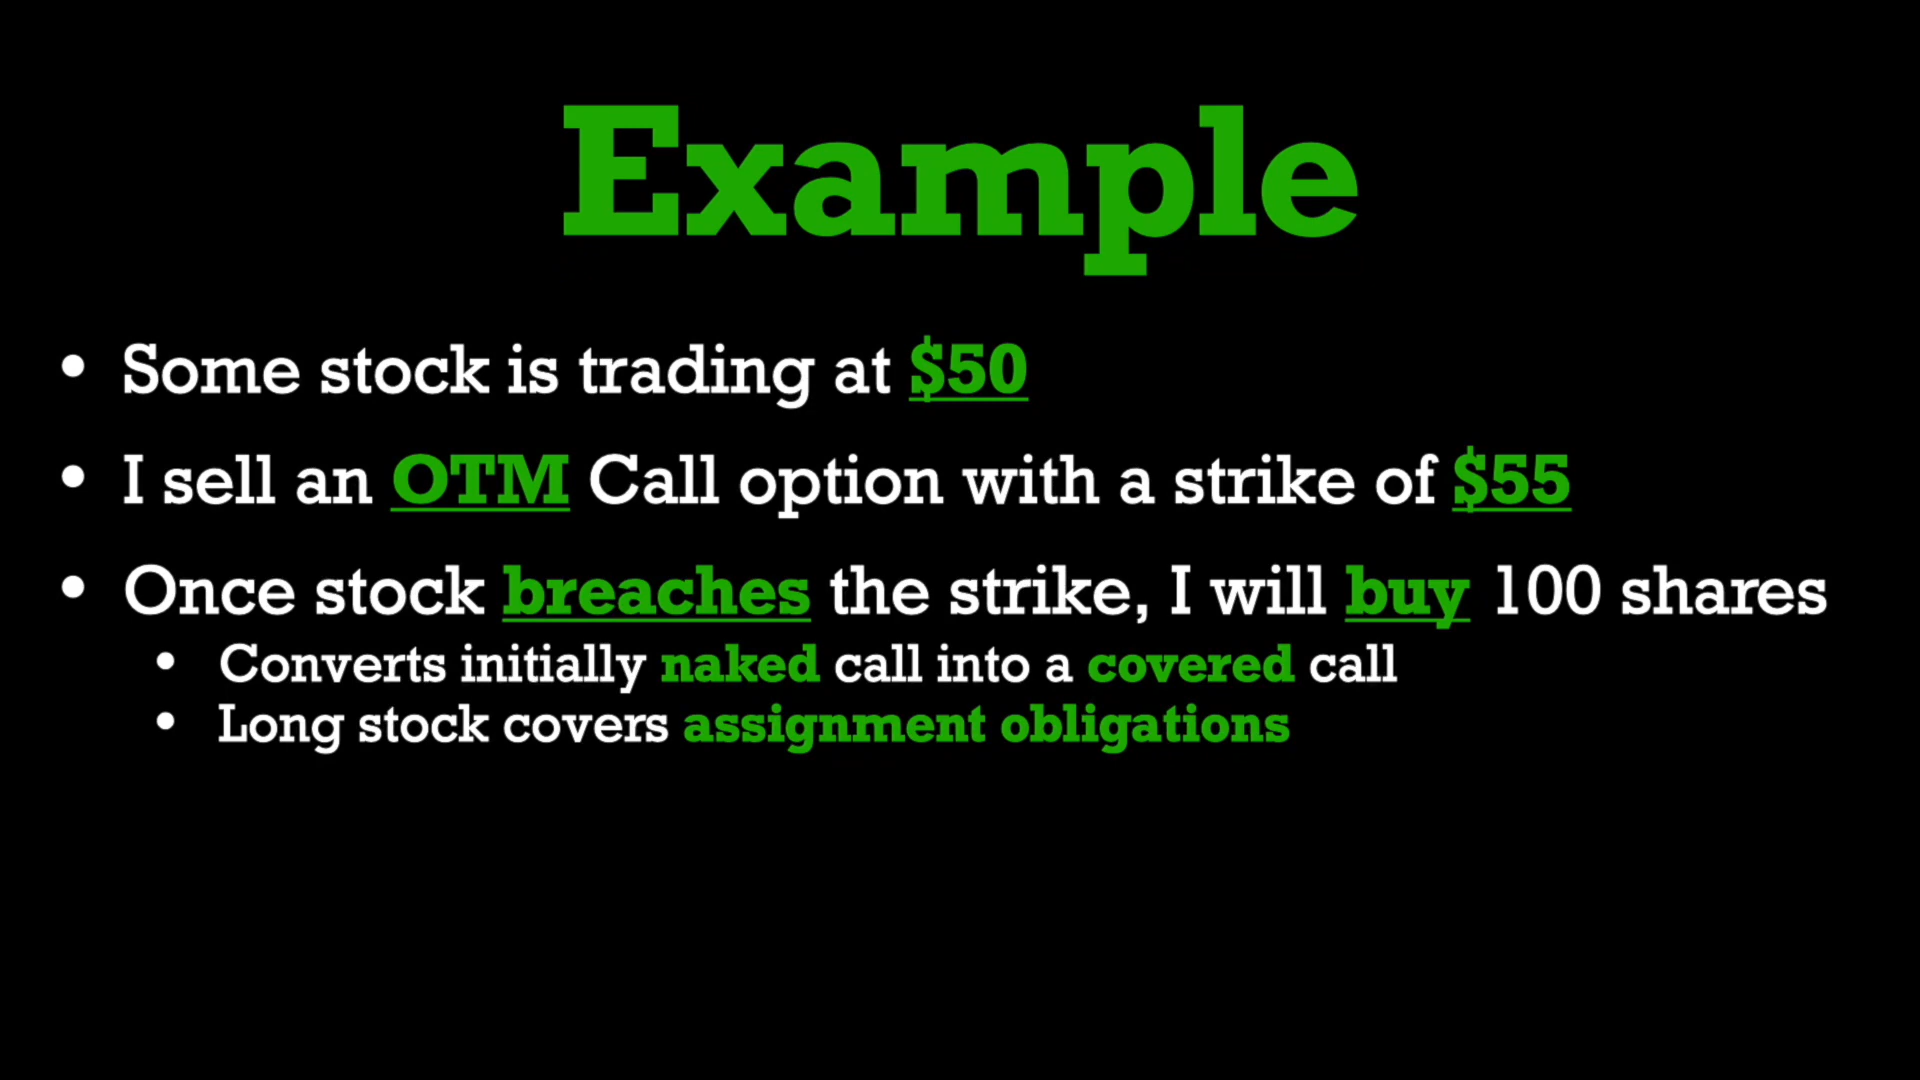 Example
• Some stock is trading at $50
• I sell an OTM Call option with a strike of $55
• Once stock breaches the strike, I will buy 100 shares
• Converts initially naked call into a covered call
• Long stock covers assignment obligations